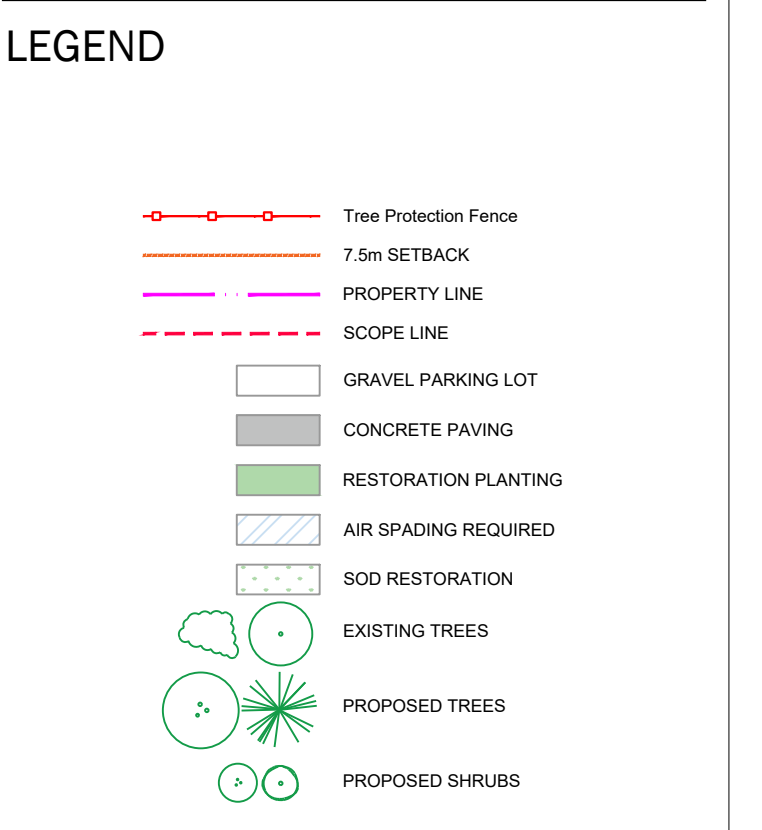 LEGEND
Tree Protection Fence
7.5m SETBACK
PROPERTY LINE
SCOPE LINE
GRAVEL PARKING LOT
CONCRETE PAVING
RESTORATION PLANTING
AIR SPADING REQUIRED
SOD RESTORATION
EXISTING TREES
PROPOSED TREES
PROPOSED SHRUBS